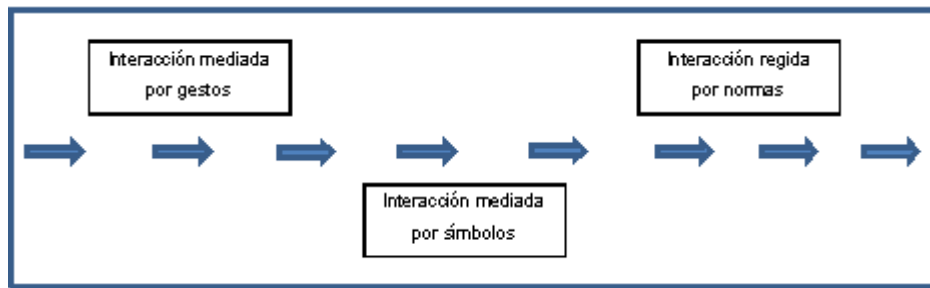 Interacción mediada
por gestos
Interacción regida
por normas
Interacción mediada
por símbolos